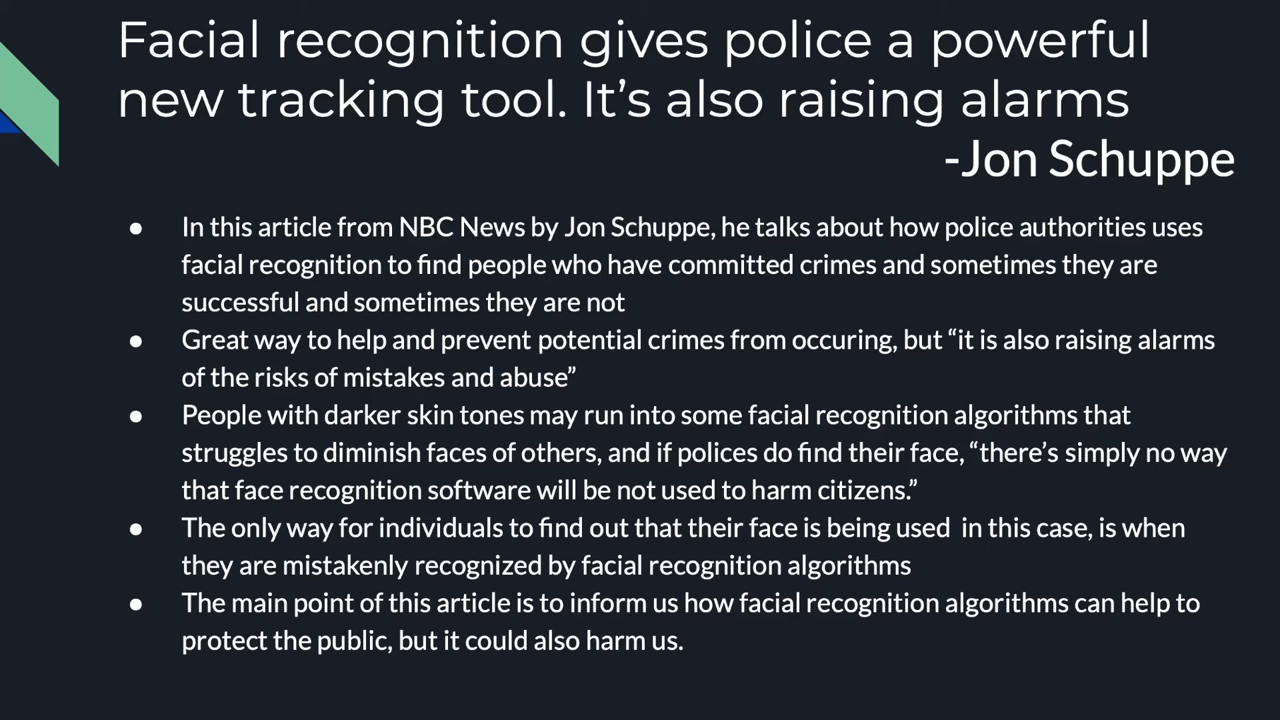 Facial recognition gives police a powerful
new tracking tool. It’s also raising alarms
-Jon Schuppe
● In this article from NBC News by Jon Schuppe, he talks about how police authorities uses
facial recognition to find people who have committed crimes and sometimes they are
successful and sometimes they are not
● Great way to help and prevent potential crimes from occuring, but “it is also raising alarms
of the risks of mistakes and abuse”
● People with darker skin tones may run into some facial recognition algorithms that
struggles to diminish faces of others, and if polices do find their face, “there’s simply no way
that face recognition software will be not used to harm citizens.”
● The only way for individuals to find out that their face is being used  in this case, is when
they are mistakenly recognized by facial recognition algorithms
● The main point of this article is to inform us how facial recognition algorithms can help to
protect the public, but it could also harm us.